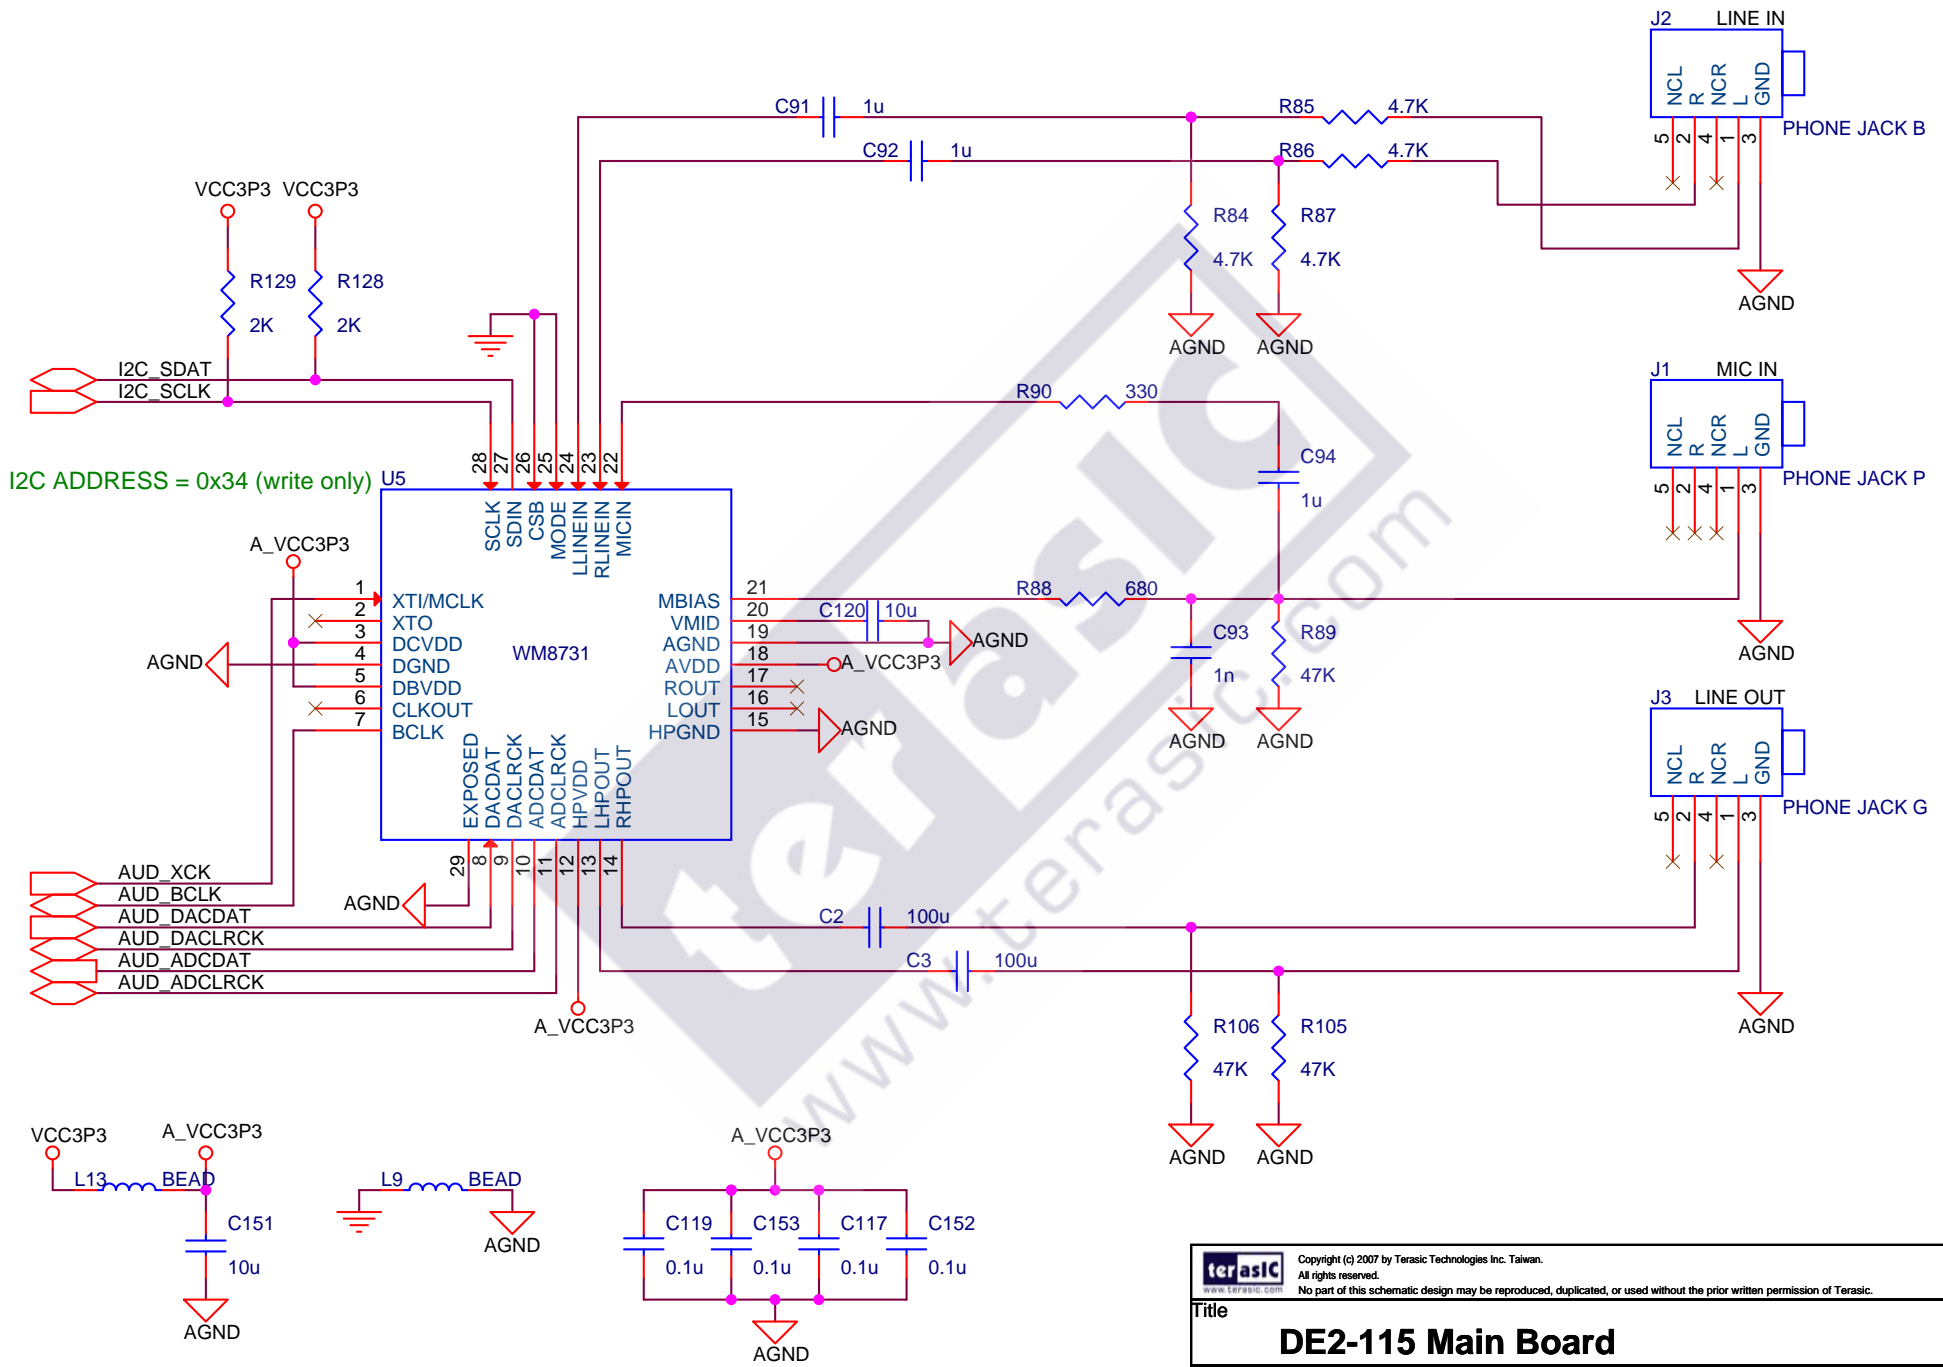 J2 LINE IN
NCL R NCR L GND
5 2 4 1 3
PHONE JACK B
C91 1u
R85 4.7K
C92 1u
R86 4.7K
R84 4.7K
R87 4.7K
AGND
AGND
AGND
VCC3P3 VCC3P3
R129 2K
R128 2K
I2C_SDAT
I2C_SCLK
I2C ADDRESS = 0x34 (write only)
J1 MIC IN
NCL R NCR L GND
5 2 4 1 3
PHONE JACK P
AGND
R90 330
C94 1u
R88 680
C93 1n
R89 47K
AGND
AGND
U5
28 27 26 25 24 23 22
SCLK SDIN CSB MODE LLINEIN RLINEIN MICIN
WM8731
A_VCC3P3
1 XTI/MCLK
2 XTO
3 DCVDD
4 DGND
5 DBVDD
6 CLKOUT
7 BCLK
AGND
MBIAS 21
VMID 20
AGND 19
AVDD 18
ROUT 17
LOUT 16
HPGND 15
C120 10u
AGND
A_VCC3P3
AGND
EXPOSED DACDAT DACLRCK ADCDAT ADCLRCK HPVDD LHPOUT RHPOUT
29 8 9 10 11 12 13 14
AGND
A_VCC3P3
AUD_XCK
AUD_BCLK
AUD_DACDAT
AUD_DACLRCK
AUD_ADCDAT
AUD_ADCLRCK
J3 LINE OUT
NCL R NCR L GND
5 2 4 1 3
PHONE JACK G
AGND
C2 100u
C3 100u
R106 47K
R105 47K
AGND
AGND
VCC3P3
A_VCC3P3
L13 BEAD
C151 10u
AGND
L9 BEAD
AGND
A_VCC3P3
C119 0.1u
C153 0.1u
C117 0.1u
C152 0.1u
AGND
terasIC
www.terasic.com
terasIC
www.terasic.com
Copyright (c) 2007 by Terasic Technologies Inc. Taiwan.
All rights reserved.
No part of this schematic design may be reproduced, duplicated, or used without the prior written permission of Terasic.
Title
DE2-115 Main Board